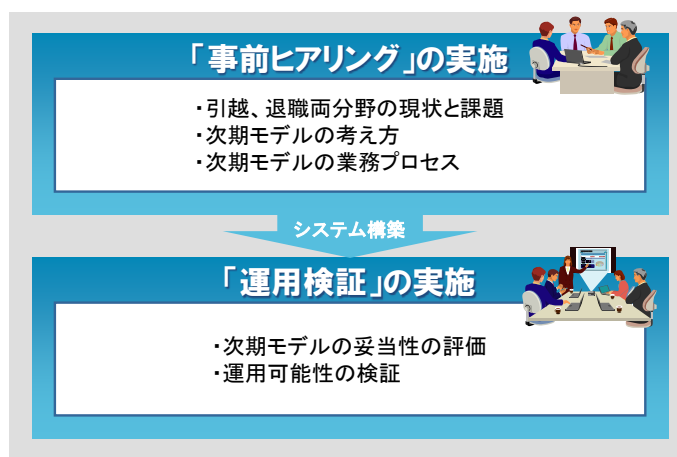 「事前ヒアリング」の実施
・引越、退職両分野の現状と課題
・次期モデルの考え方
・次期モデルの業務プロセス
システム構築
「運用検証」の実施
・次期モデルの妥当性の評価
・運用可能性の検証